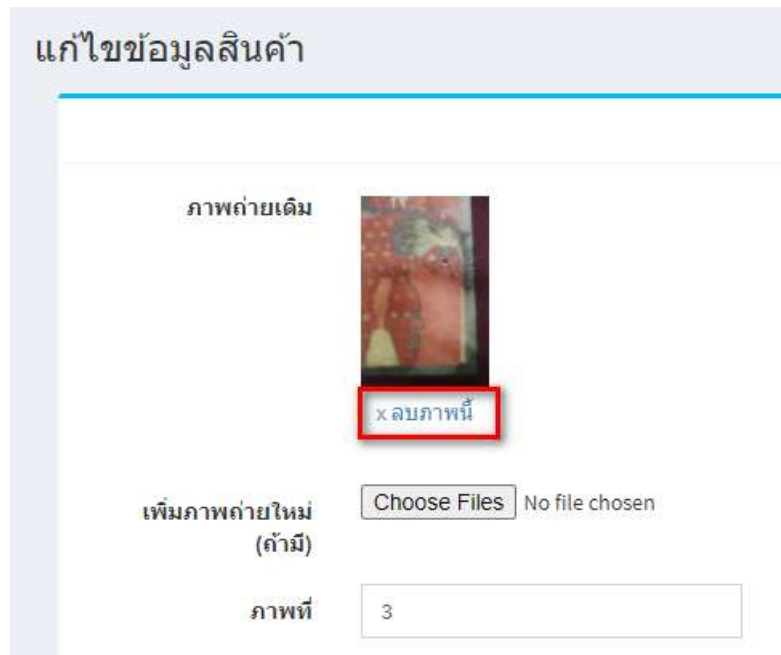 แก้ไขข้อมูลสินค้า
ภาพถ่ายเดิม
x ลบภาพนี้
เพิ่มภาพถ่ายใหม่
(ถ้ามี)
Choose Files No file chosen
ภาพที่ 3